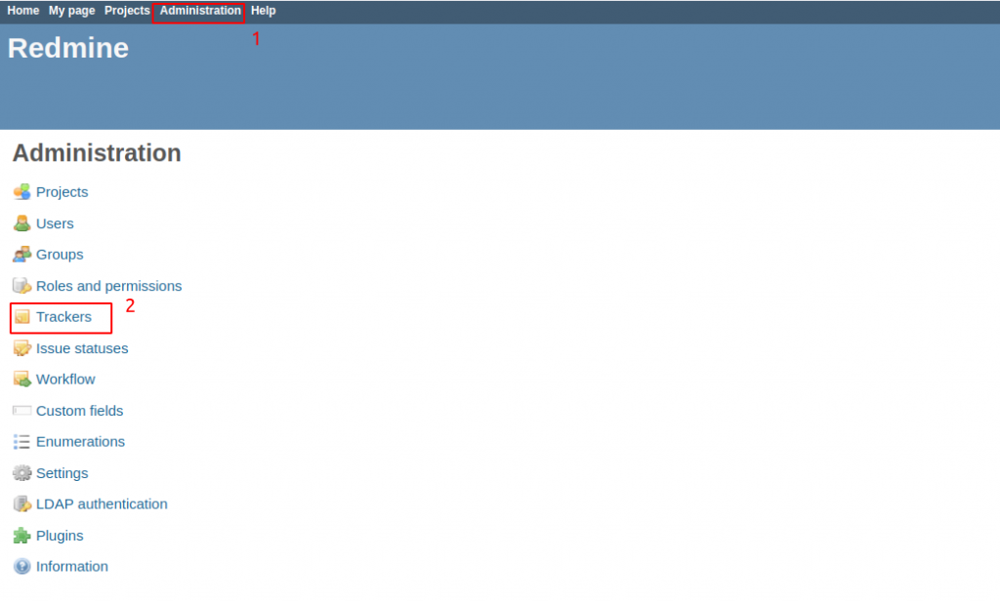 Home My page Projects Administration Help
1
Redmine
Administration
Projects
Users
Groups
Roles and permissions
2
Trackers
Issue statuses
Workflow
Custom fields
Enumerations
Settings
LDAP authentication
Plugins
Information